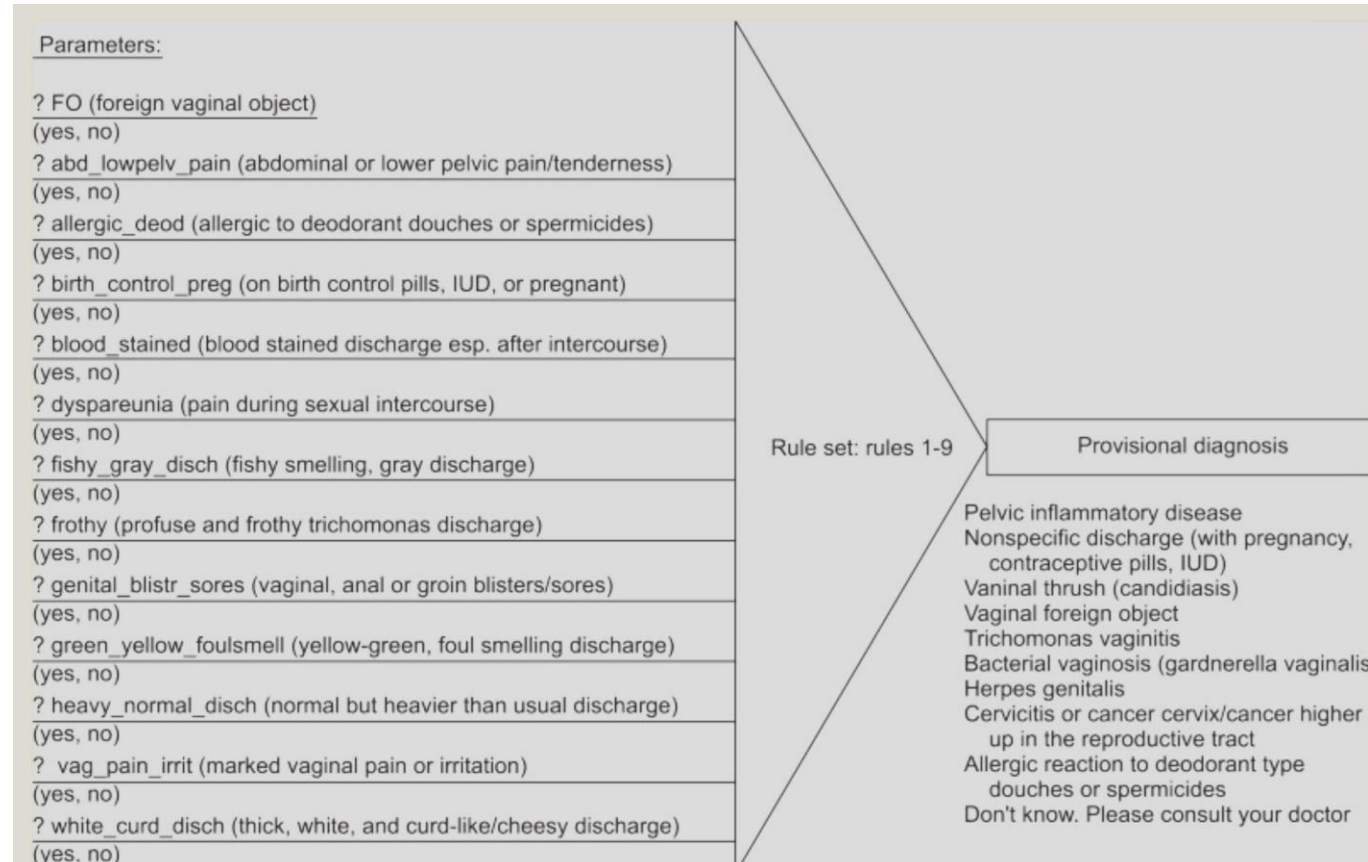 Parameters:
? FO (foreign vaginal object)
(yes, no)
? abd_lowpelv_pain (abdominal or lower pelvic pain/tenderness)
(yes, no)
? allergic_deod (allergic to deodorant douches or spermicides)
(yes, no)
? birth_control_preg (on birth control pills, IUD, or pregnant)
(yes, no)
? blood_stained (blood stained discharge esp. after intercourse)
(yes, no)
? dyspareunia (pain during sexual intercourse)
(yes, no)
? fishy_gray_disch (fishy smelling, gray discharge)
(yes, no)
? frothy (profuse and frothy trichomonas discharge)
(yes, no)
? genital_blistr_sores (vaginal, anal or groin blisters/sores)
(yes, no)
? green_yellow_foulsmell (yellow-green, foul smelling discharge)
(yes, no)
? heavy_normal_disch (normal but heavier than usual discharge)
(yes, no)
? vag_pain_irrit (marked vaginal pain or irritation)
(yes, no)
? white_curd_disch (thick, white, and curd-like/cheesy discharge)
(yes, no)
Rule set: rules 1-9
Provisional diagnosis
Pelvic inflammatory disease
Nonspecific discharge (with pregnancy,
contraceptive pills, IUD)
Vaninal thrush (candidiasis)
Vaginal foreign object
Trichomonas vaginitis
Bacterial vaginosis (gardnerella vaginalis
Herpes genitalis
Cervicitis or cancer cervix/cancer higher
up in the reproductive tract
Allergic reaction to deodorant type
douches or spermicides
Don't know. Please consult your doctor